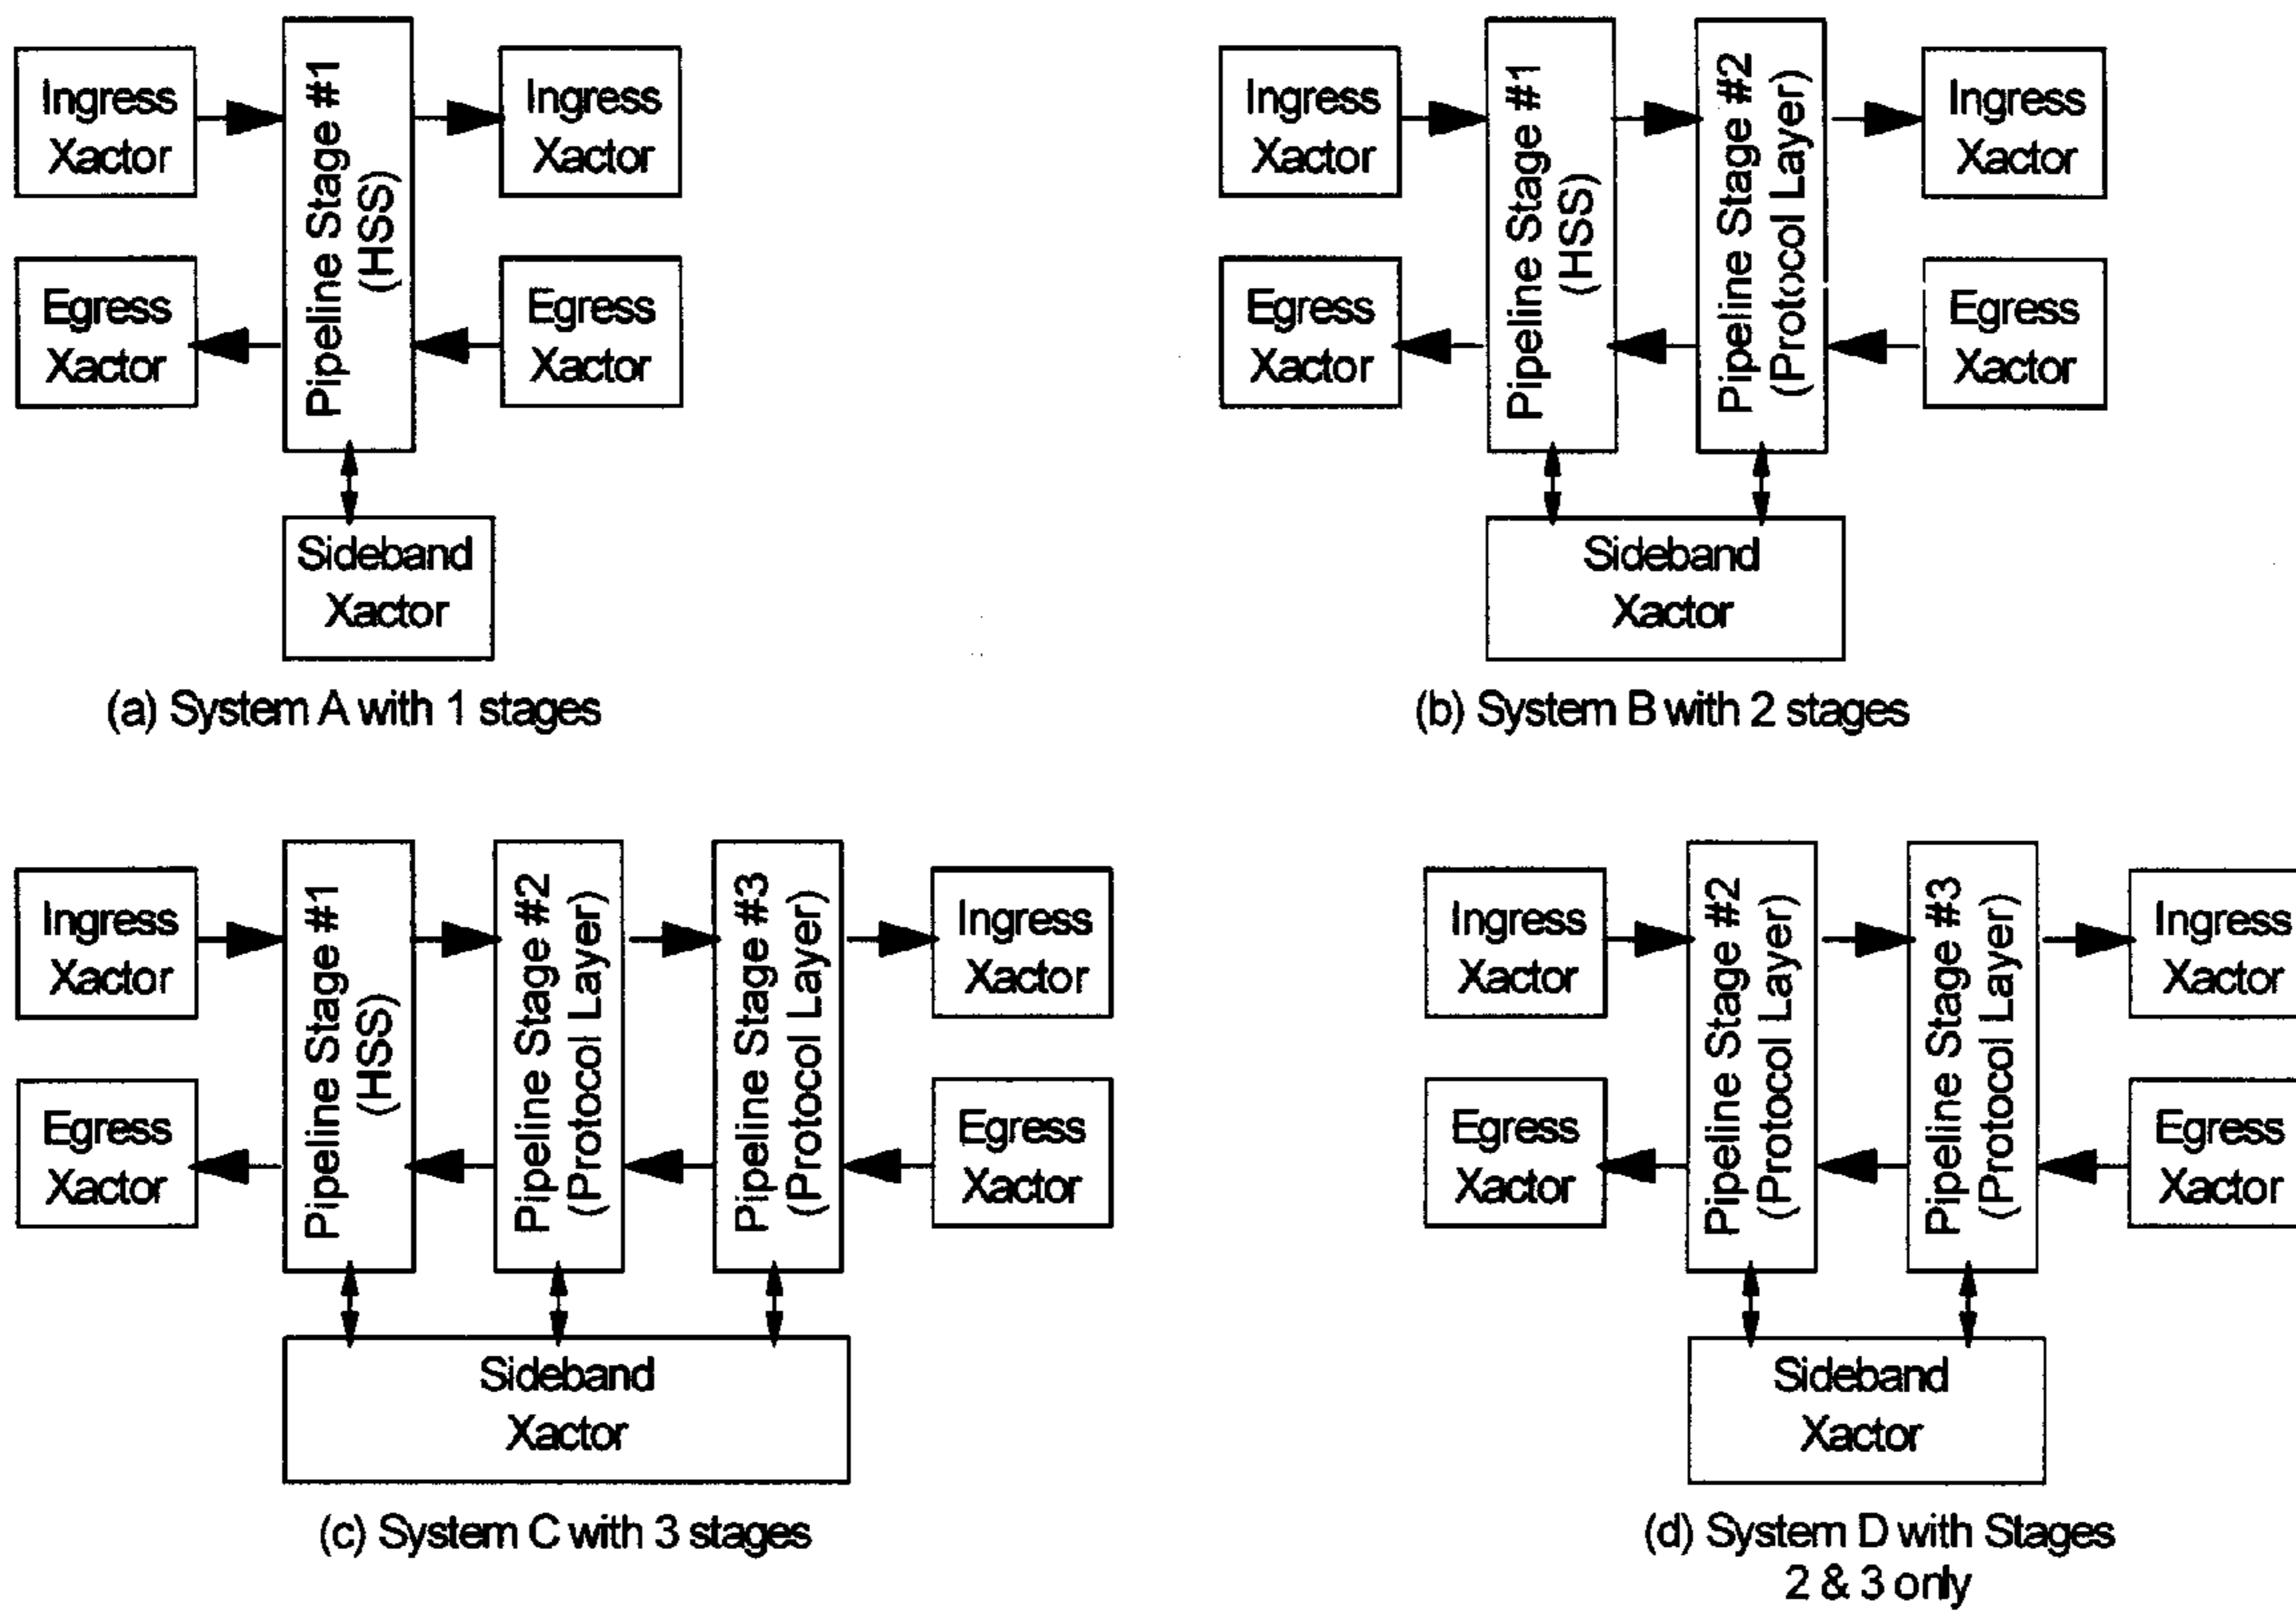 Ingress
Xactor
Pipeline Stage #1
(HSS)
Ingress
Xactor
Egress
Xactor
Egress
Xactor
Sideband
Xactor
(a) System A with 1 stages
Ingress
Xactor
Pipeline Stage #1
(HSS)
Pipeline Stage #2
(Protocol Layer)
Ingress
Xactor
Egress
Xactor
Egress
Xactor
Sideband
Xactor
(b) System B with 2 stages
Ingress
Xactor
Pipeline Stage #1
(HSS)
Pipeline Stage #2
(Protocol Layer)
Pipeline Stage #3
(Protocol Layer)
Ingress
Xactor
Egress
Xactor
Egress
Xactor
Sideband
Xactor
(c) System C with 3 stages
Ingress
Xactor
Pipeline Stage #2
(Protocol Layer)
Pipeline Stage #3
(Protocol Layer)
Ingress
Xactor
Egress
Xactor
Egress
Xactor
Sideband
Xactor
(d) System D with Stages
2 & 3 only